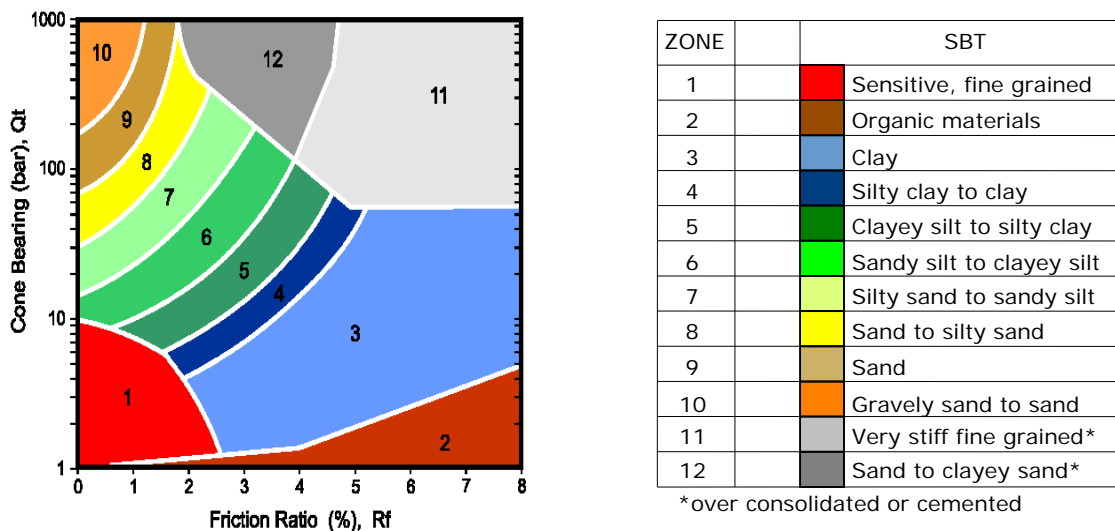 1000
100
10
1
Cone Bearing (bar), Qt
10
12
11
9
8
7
6
5
4
3
1
2
0 1 2 3 4 5 6 7 8
Friction Ratio (%), Rf
ZONE SBT
1 Sensitive, fine grained
2 Organic materials
3 Clay
4 Silty clay to clay
5 Clayey silt to silty clay
6 Sandy silt to clayey silt
7 Silty sand to sandy silt
8 Sand to silty sand
9 Sand
10 Gravely sand to sand
11 Very stiff fine grained*
12 Sand to clayey sand*
*over consolidated or cemented